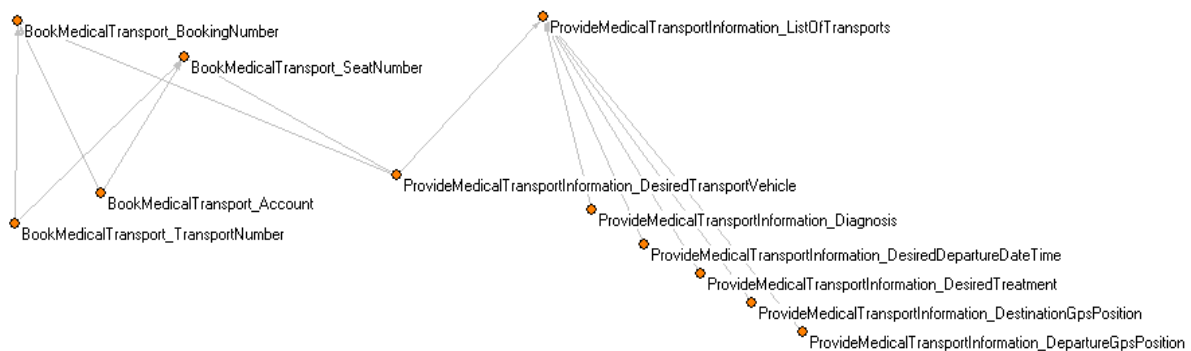 BookMedicalTransport_BookingNumber
ProvideMedicalTransportInformation_ListOfTransports
BookMedicalTransport_SeatNumber
ProvideMedicalTransportInformation_DesiredTransportVehicle
BookMedicalTransport_Account
ProvideMedicalTransportInformation_Diagnosis
BookMedicalTransport_TransportNumber
ProvideMedicalTransportInformation_DesiredDepartureDateTime
ProvideMedicalTransportInformation_DesiredTreatment
ProvideMedicalTransportInformation_DestinationGpsPosition
ProvideMedicalTransportInformation_DepartureGpsPosition